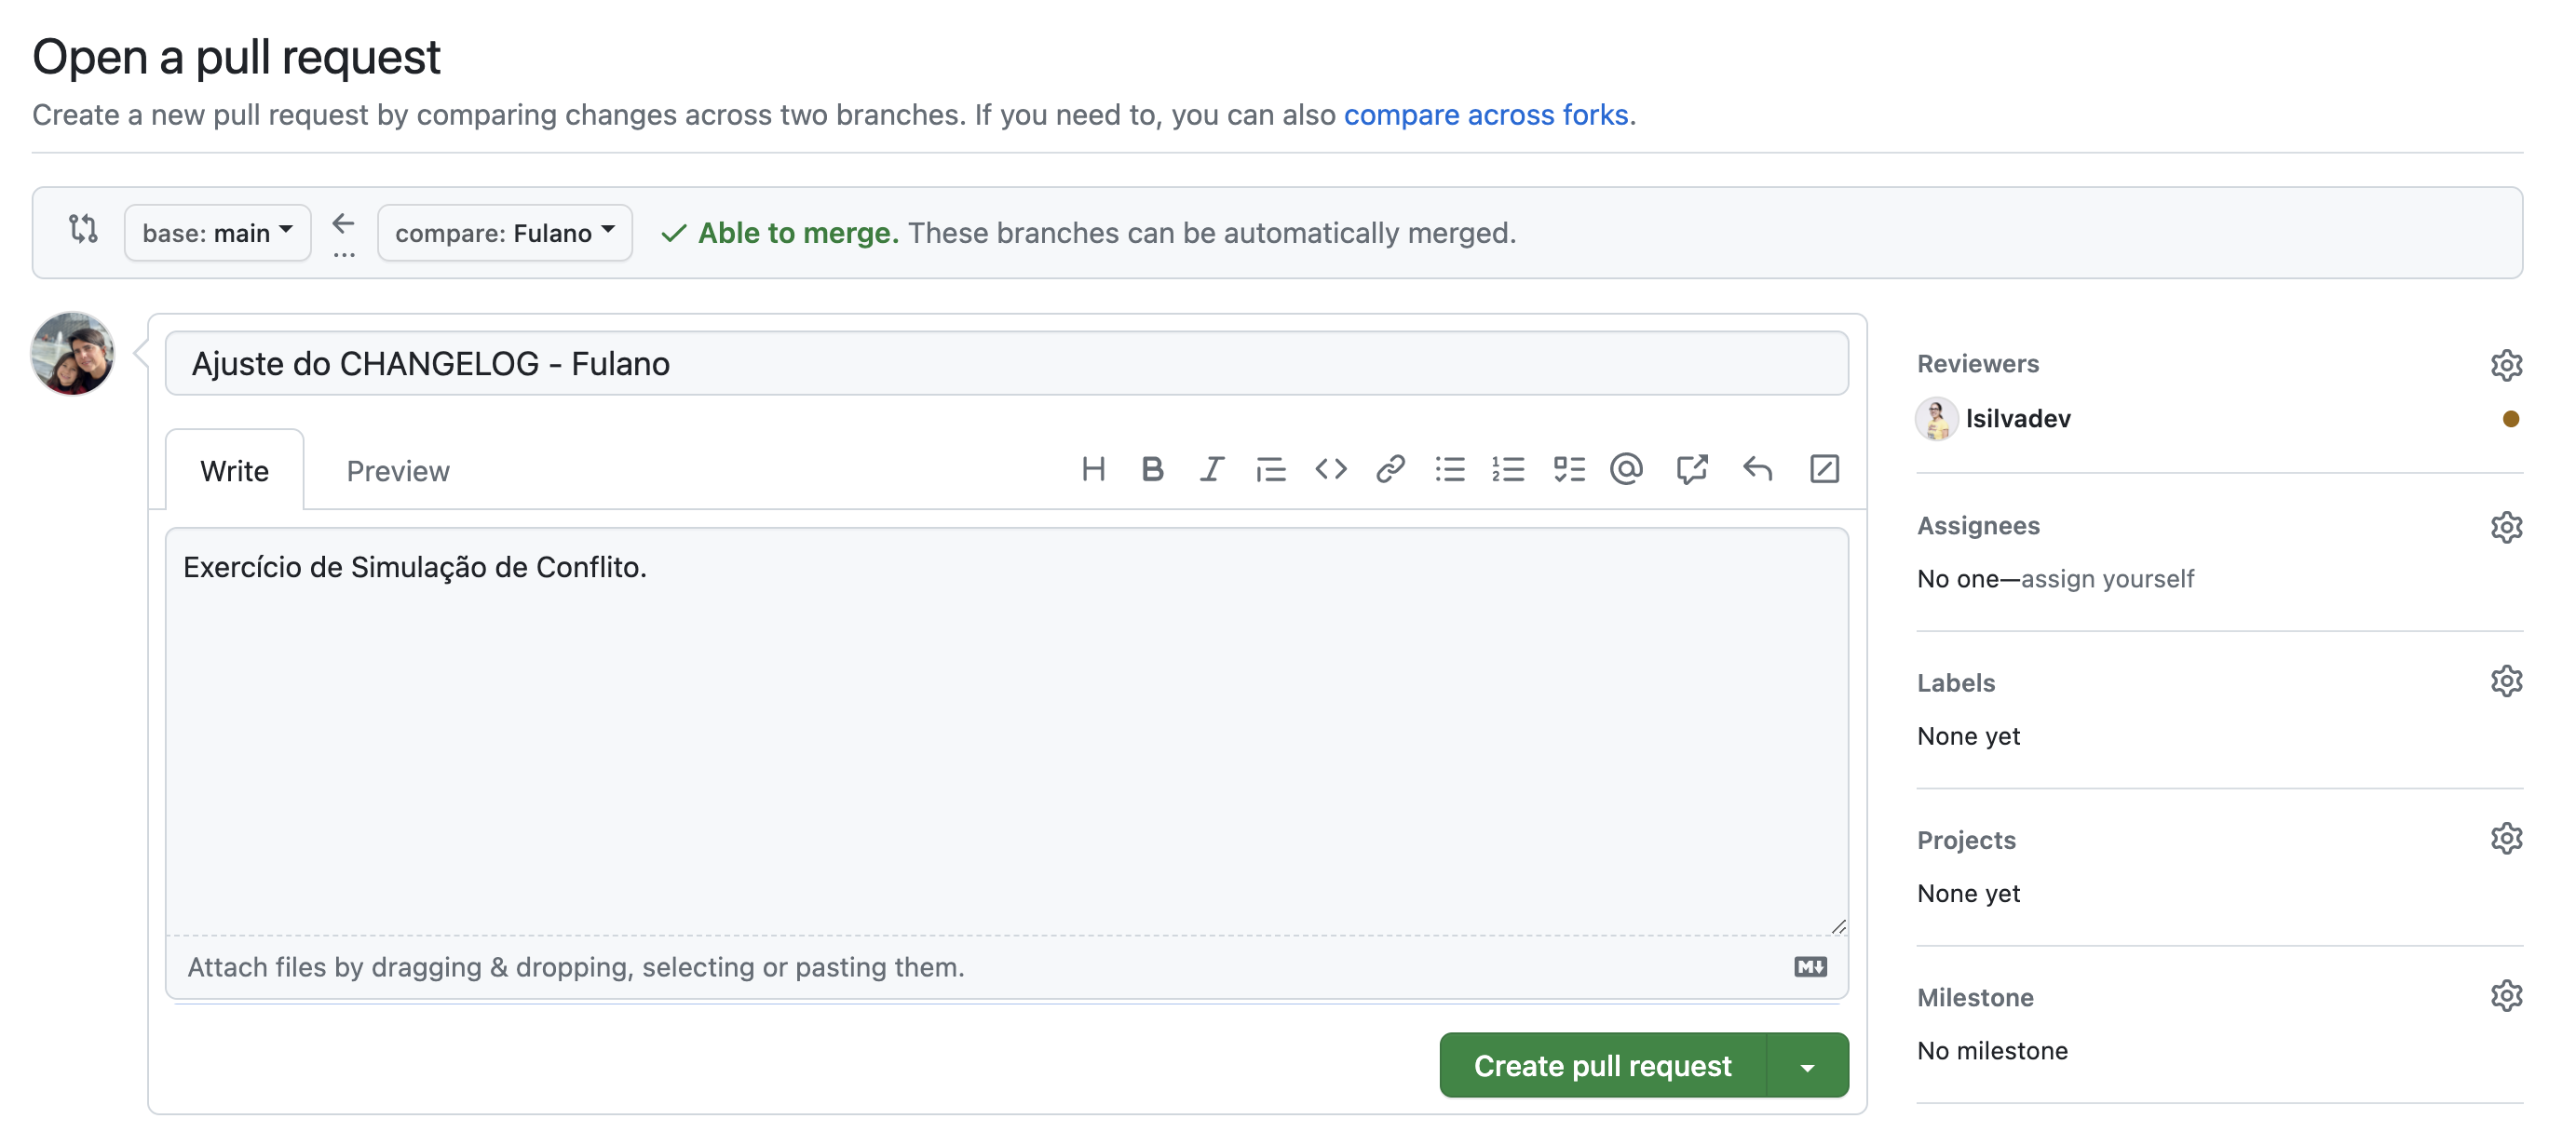 Open a pull request
Create a new pull request by comparing changes across two branches. If you need to, you can also compare across forks.
base: main
compare: Fulano
Able to merge. These branches can be automatically merged.
Ajuste do CHANGELOG - Fulano
Write
Preview
Exercício de Simulação de Conflito.
Attach files by dragging & dropping, selecting or pasting them.
Create pull request
Reviewers
lsilvadev
Assignees
No one—assign yourself
Labels
None yet
Projects
None yet
Milestone
No milestone